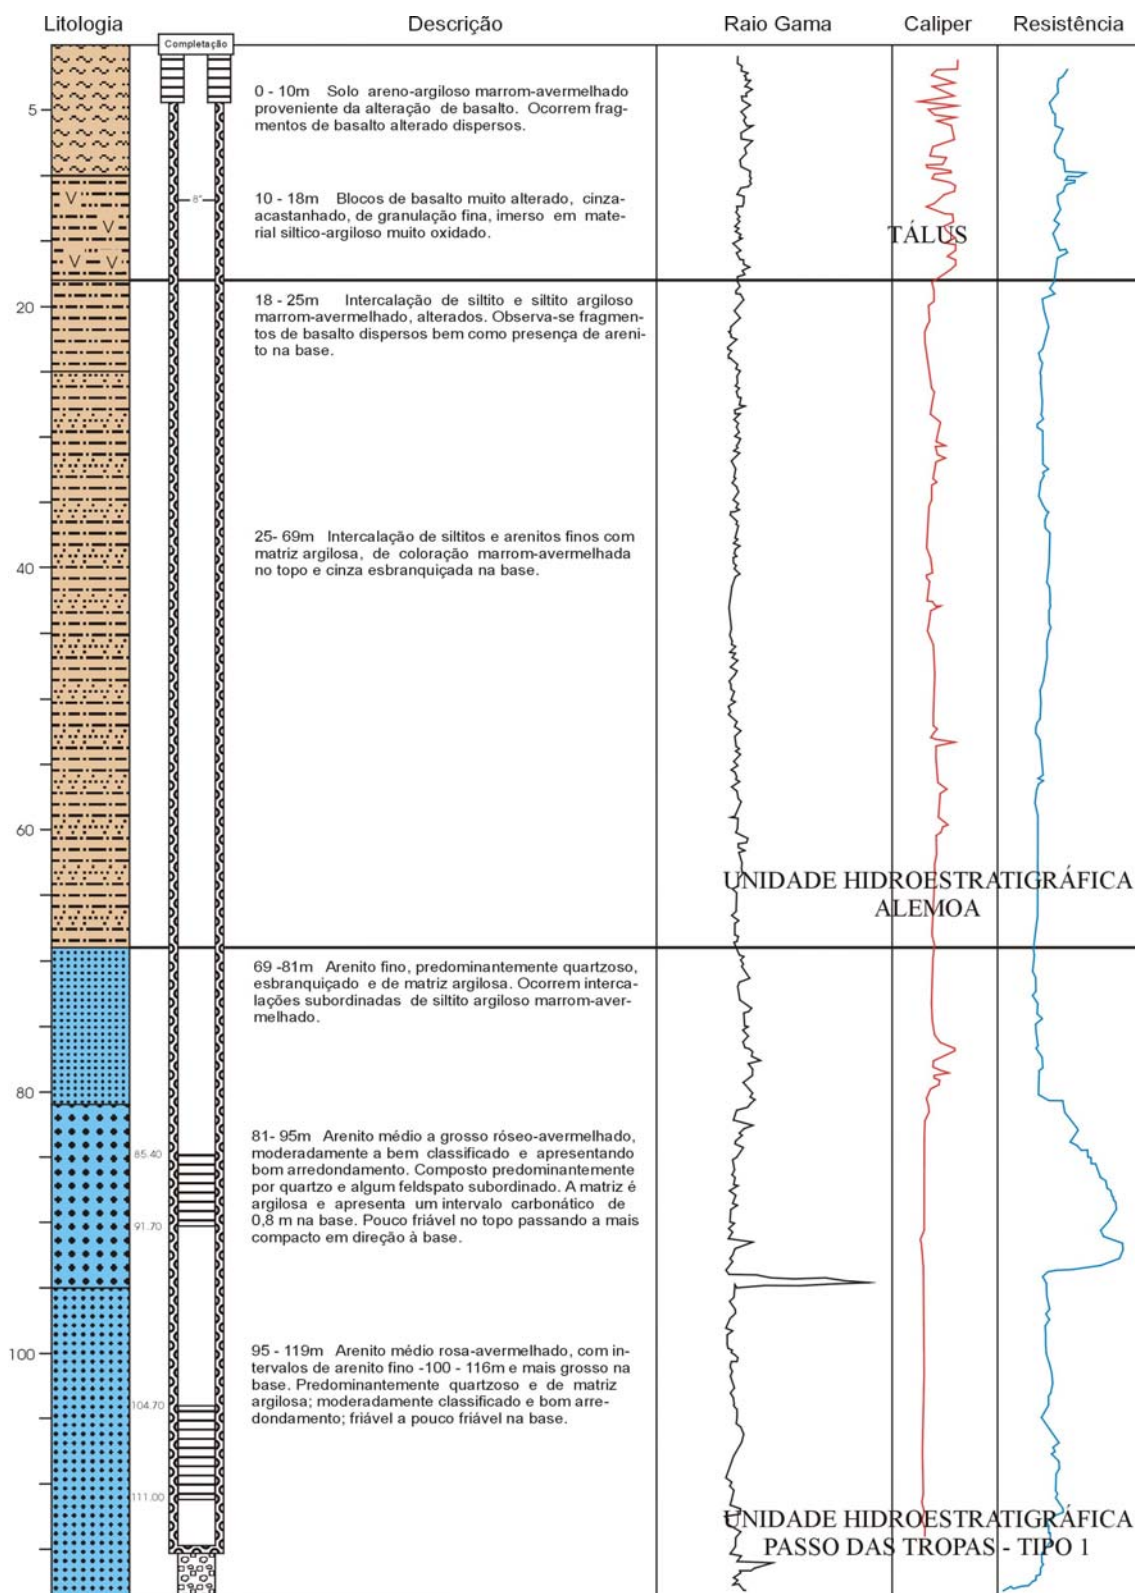 Litologia
Descrição
Raio Gama
Caliper
Resistência
Completação
0 - 10m Solo areno-argiloso marrom-avermelhado
proveniente da alteração de basalto. Ocorrem frag-
mentos de basalto alterado dispersos.
5
10 - 18m Blocos de basalto muito alterado, cinza-
acastanhado, de granulação fina, imerso em mate-
rial siltico-argiloso muito oxidado.
8"
V
V
V V
TÁLUS
20
18 - 25m Intercalação de siltito e siltito argiloso
marrom-avermelhado, alterados. Observa-se fragmen-
tos de basalto dispersos bem como presença de areni-
to na base.
25- 69m Intercalação de siltitos e arenitos finos com
matriz argilosa, de coloração marrom-avermelhada
no topo e cinza esbranquiçada na base.
40
60
UNIDADE HIDROESTRATIGRÁFICA
ALEMOA
69 -81m Arenito fino, predominantemente quartzoso,
esbranquiçado e de matriz argilosa. Ocorrem interca-
lações subordinadas de siltito argiloso marrom-aver-
melhado.
80
81- 95m Arenito médio a grosso róseo-avermelhado,
moderadamente a bem classificado e apresentando
bom arredondamento. Composto predominantemente
por quartzo e algum feldspato subordinado. A matriz é
argilosa e apresenta um intervalo carbonático de
0,8 m na base. Pouco friável no topo passando a mais
compacto em direção à base.
85.40
91.70
95 - 119m Arenito médio rosa-avermelhado, com in-
tervalos de arenito fino -100 - 116m e mais grosso na
base. Predominantemente quartzoso e de matriz
argilosa; moderadamente classificado e bom arre-
dondamento; friável a pouco friável na base.
100
104.70
111.00
UNIDADE HIDROESTRATIGRÁFICA
PASSO DAS TROPAS - TIPO 1